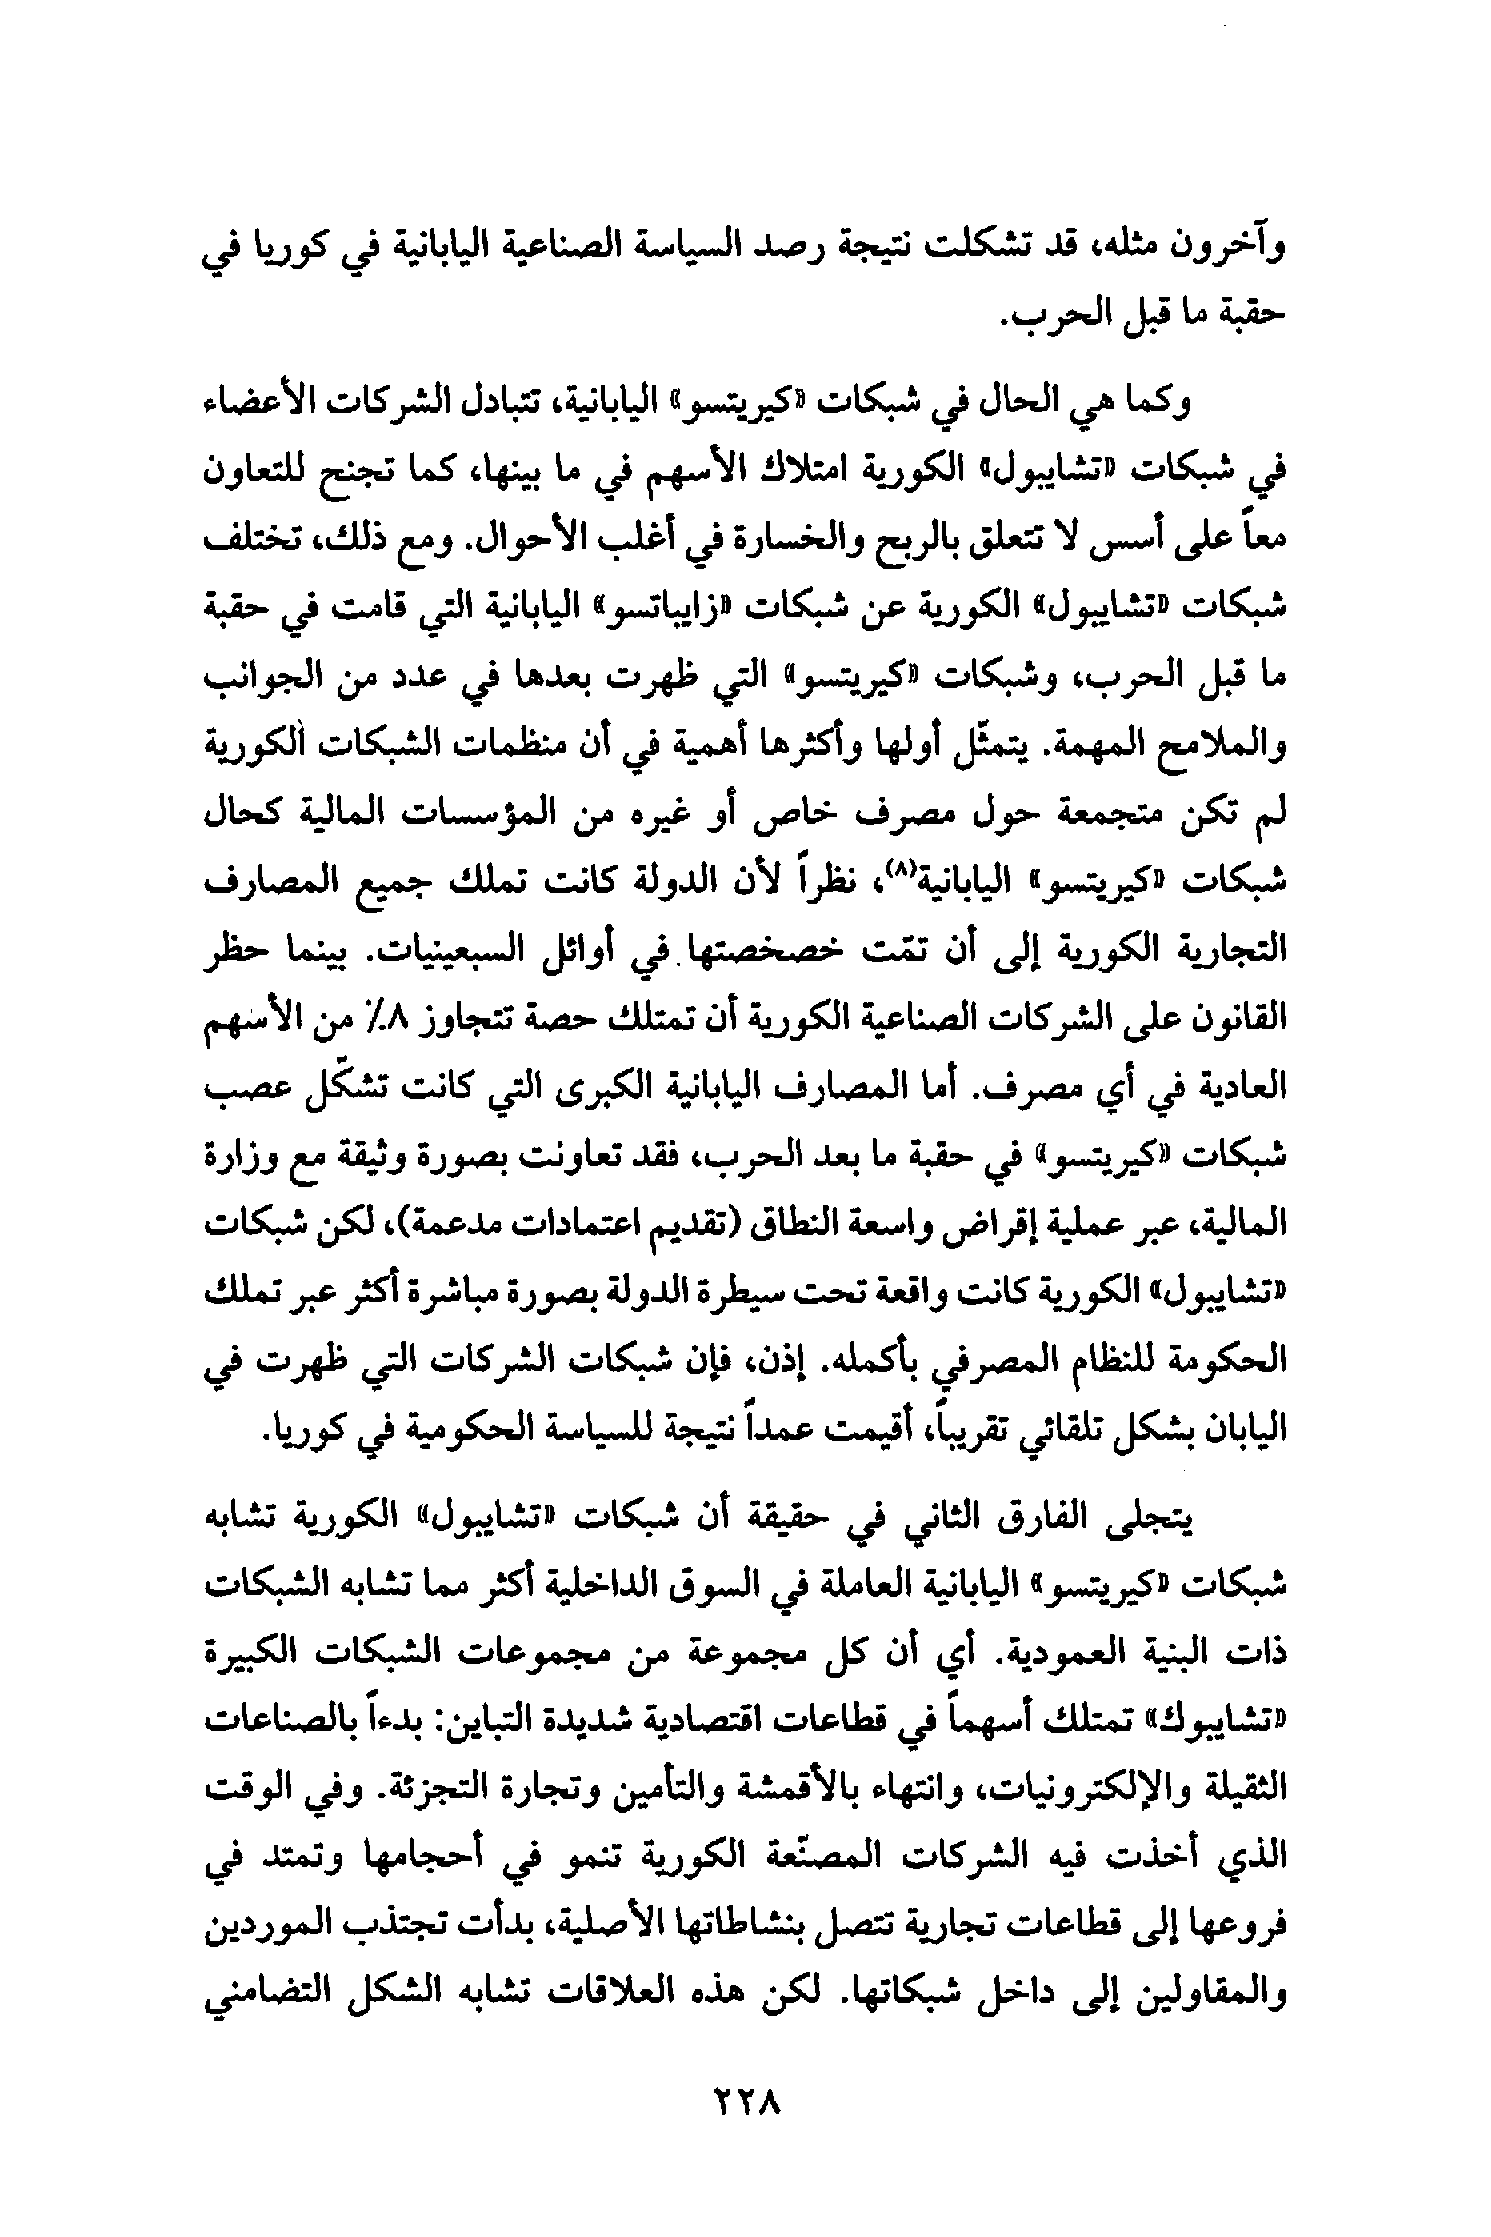 وآخرون مثله، قد تشكلت نتيجة رصد السياسة الصناعية اليابانية في كوريا في
حقبة ما قبل الحرب.
وكما هي الحال في شبكات «كيريتسو» اليابانية، تتبادل الشركات الأعضاء
في شبكات «تشايبول» الكورية امتلاك الأسهم في ما بينها، كما تجنح للتعاون
معاً على أسس لا تتعلق بالربح والخسارة في أغلب الأحوال. ومع ذلك، تختلف
شبكات «تشايبول» الكورية عن شبكات «زايباتسو» اليابانية التي قامت في حقبة
ما قبل الحرب، وشبكات «كيريتسو» التي ظهرت بعدها في عدد من الجوانب
والملامح المهمة. يتمثّل أولها وأكثرها أهمية في أن منظمات الشبكات الكورية
لم تكن متجمعة حول مصرف خاص أو غيره من المؤسسات المالية كحال
شبكات «كيريتسو» اليابانية(٨)، نظراً لأن الدولة كانت تملك جميع المصارف
التجارية الكورية إلى أن تمّت خصخصتها في أوائل السبعينيات. بينما حظر
القانون على الشركات الصناعية الكورية أن تمتلك حصة تتجاوز ٨٪ من الأسهم
العادية في أي مصرف. أما المصارف اليابانية الكبرى التي كانت تشكّل عصب
شبكات «كيريتسو» في حقبة ما بعد الحرب، فقد تعاونت بصورة وثيقة مع وزارة
المالية، عبر عملية إقراض واسعة النطاق (تقديم اعتمادات مدعمة)، لكن شبكات
«تشايبول» الكورية كانت واقعة تحت سيطرة الدولة بصورة مباشرة أكثر عبر تملك
الحكومة للنظام المصرفي بأكمله. إذن، فإن شبكات الشركات التي ظهرت في
اليابان بشكل تلقائي تقريباً، أقيمت عمداً نتيجة للسياسة الحكومية في كوريا.
يتجلى الفارق الثاني في حقيقة أن شبكات «تشايبول» الكورية تشابه
شبكات «كيريتسو» اليابانية العاملة في السوق الداخلية أكثر مما تشابه الشبكات
ذات البنية العمودية. أي أن كل مجموعة من مجموعات الشبكات الكبيرة
«تشايبوك» تمتلك أسهماً في قطاعات اقتصادية شديدة التباين: بدءاً بالصناعات
الثقيلة والإلكترونيات، وانتهاء بالأقمشة والتأمين وتجارة التجزئة. وفي الوقت
الذي أخذت فيه الشركات المصنّعة الكورية تنمو في أحجامها وتمتد في
فروعها إلى قطاعات تجارية تتصل بنشاطاتها الأصلية، بدأت تجتذب الموردين
والمقاولين إلى داخل شبكاتها. لكن هذه العلاقات تشابه الشكل التضامني
٢٢٨